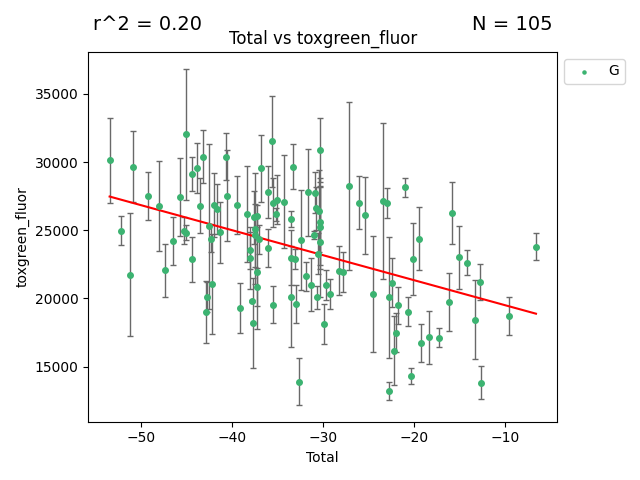 r^2 = 0.20
N = 105
Total vs toxgreen_fluor
G
35000
30000
25000
20000
15000
toxgreen_fluor
−50
−40
−30
−20
−10
Total